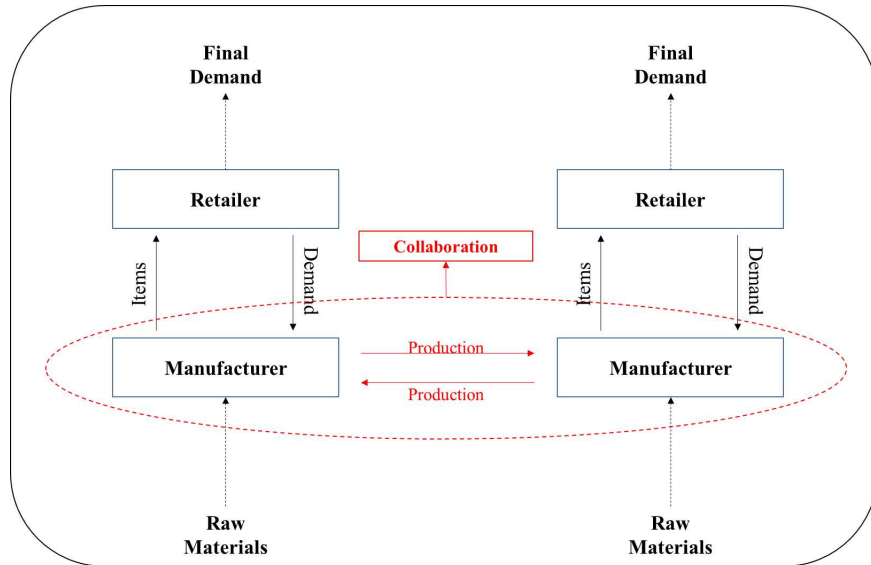 Final
Demand
Final
Demand
Retailer
Retailer
Collaboration
Items
Demand
Items
Demand
Production
Manufacturer
Manufacturer
Production
Raw
Materials
Raw
Materials